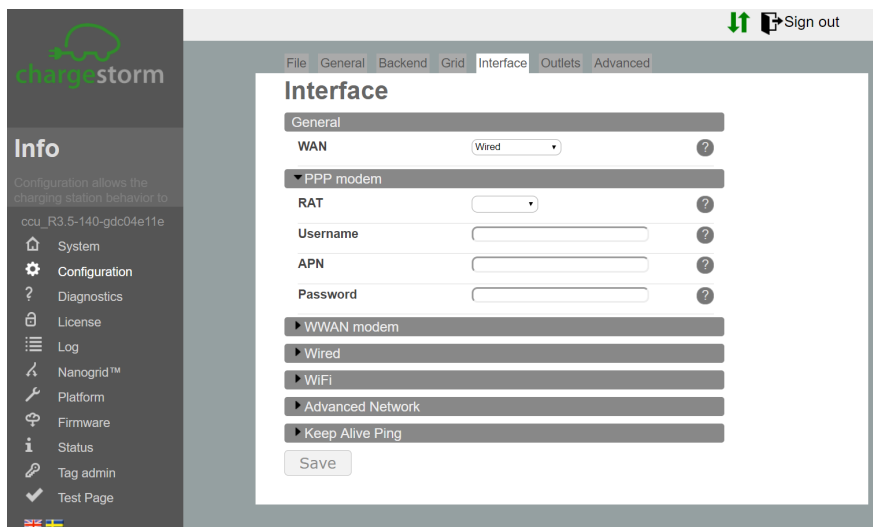 Sign out
chargestorm
File General Backend Grid Interface Outlets Advanced
Interface
General
WAN Wired ?
PPP modem
RAT ?
Username ?
APN ?
Password ?
WWAN modem
Wired
WiFi
Advanced Network
Keep Alive Ping
Save
Info
Configuration allows the
charging station behavior to
ccu_R3.5-140-gdc04e11e
System
Configuration
? Diagnostics
License
Log
Nanogrid™
Platform
Firmware
i Status
Tag admin
Test Page